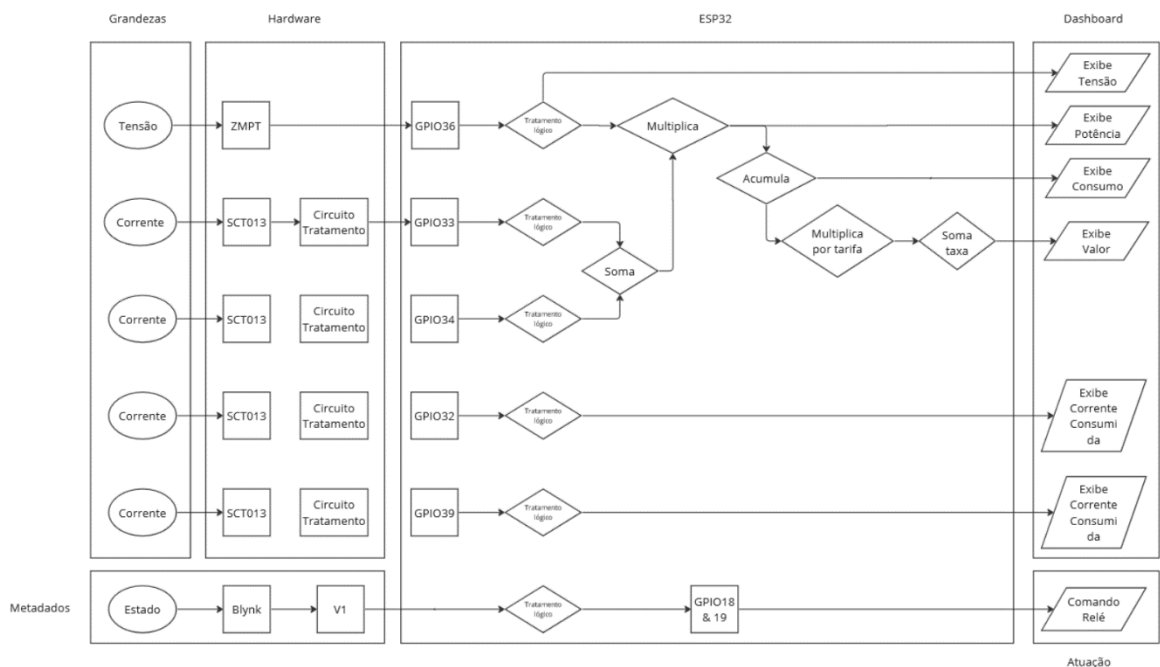 Grandezas
Hardware
ESP32
Dashboard
Exibe
Tensão
Tensão
ZMPT
GPIO36
Tratamento
lógico
Multiplica
Exibe
Potência
Acumula
Exibe
Consumo
Corrente
SCT013
Circuito
Tratamento
GPIO33
Tratamento
lógico
Multiplica
por tarifa
Soma
taxa
Exibe
Valor
Soma
Corrente
SCT013
Circuito
Tratamento
GPIO34
Tratamento
lógico
Corrente
SCT013
Circuito
Tratamento
GPIO32
Tratamento
lógico
Exibe
Corrente
Consumi
da
Corrente
SCT013
Circuito
Tratamento
GPIO39
Tratamento
lógico
Exibe
Corrente
Consumi
da
Metadados
Estado
Blynk
V1
Tratamento
lógico
GPIO18
& 19
Comando
Relé
Atuação